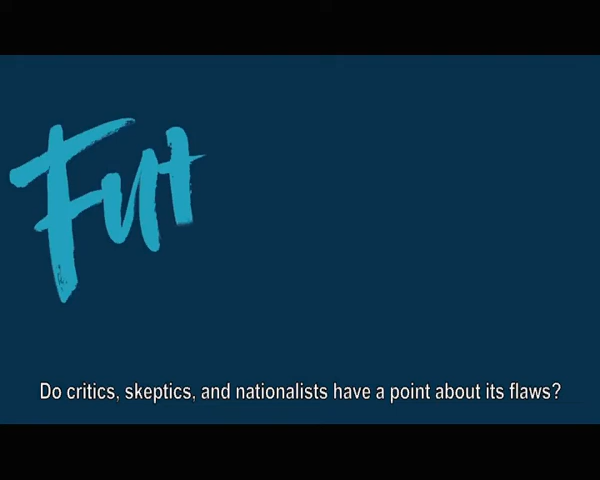 Fut
Do critics, skeptics, and nationalists have a point about its flaws?